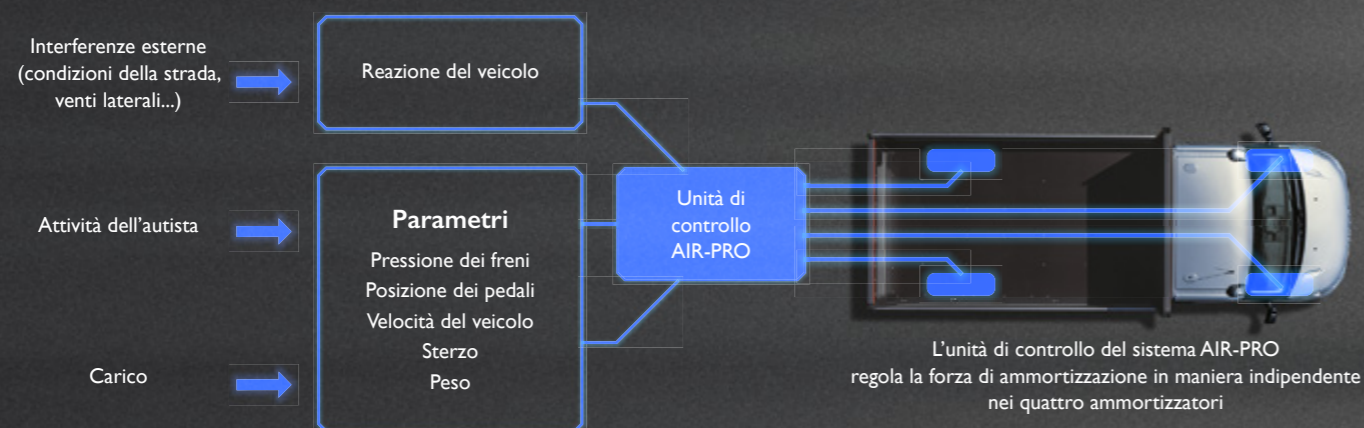 Interferenze esterne
(condizioni della strada,
venti laterali...)
Reazione del veicolo
Attività dell'autista
Carico
Parametri
Pressione dei freni
Posizione dei pedali
Velocità del veicolo
Sterzo
Peso
Unità di
controllo
AIR-PRO
L'unità di controllo del sistema AIR-PRO
regola la forza di ammortizzazione in maniera indipendente
nei quattro ammortizzatori